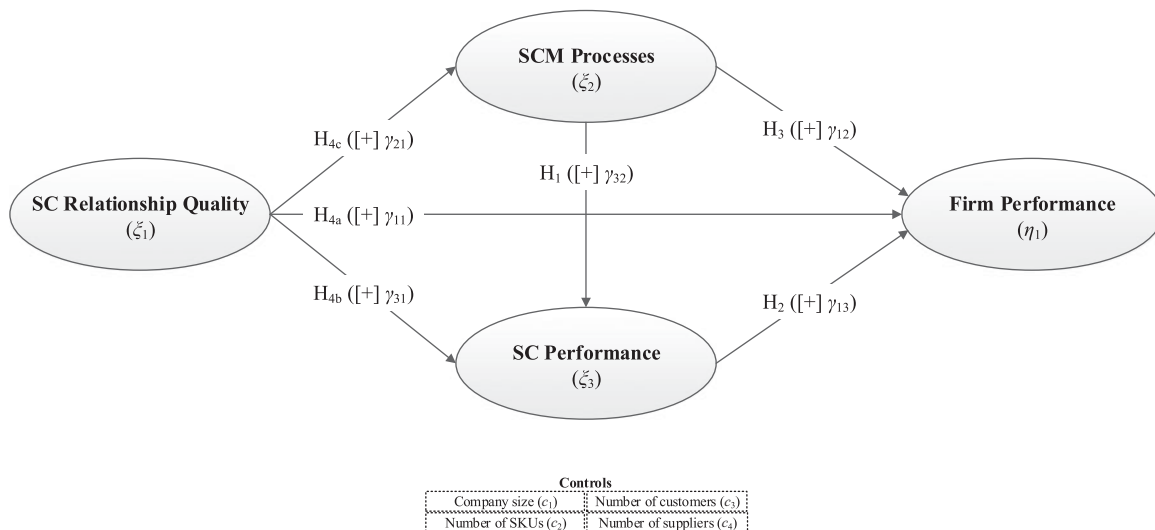 SCM Processes
(ξ₂)
H₄c ([+] γ₂₁)
H₃ ([+] γ₁₂)
H₁ ([+] γ₃₂)
SC Relationship Quality
(ξ₁)
H₄a ([+] γ₁₁)
Firm Performance
(η₁)
H₄b ([+] γ₃₁)
H₂ ([+] γ₁₃)
SC Performance
(ξ₃)
Controls
Company size (c₁) Number of customers (c₃)
Number of SKUs (c₂) Number of suppliers (c₄)